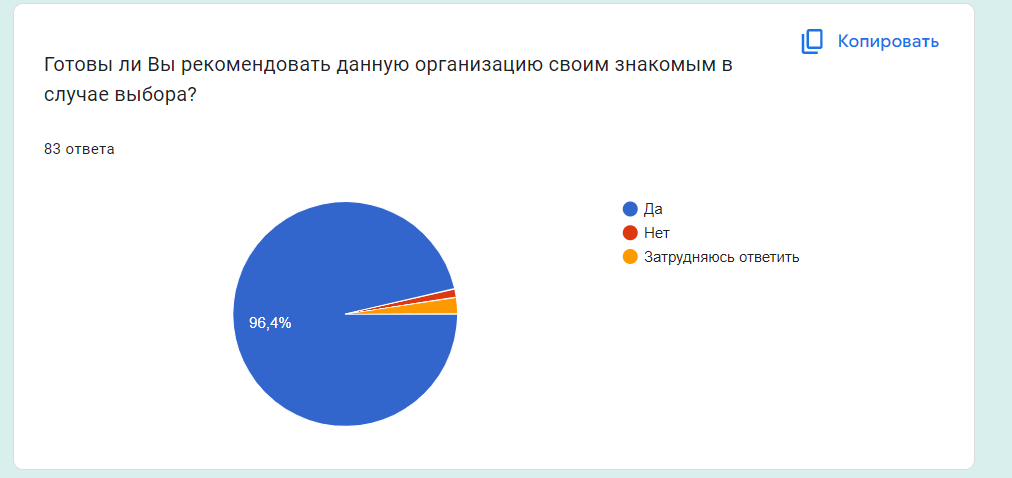 Копировать
Готовы ли Вы рекомендовать данную организацию своим знакомым в
случае выбора?
83 ответа
Да
Нет
Затрудняюсь ответить
96,4%